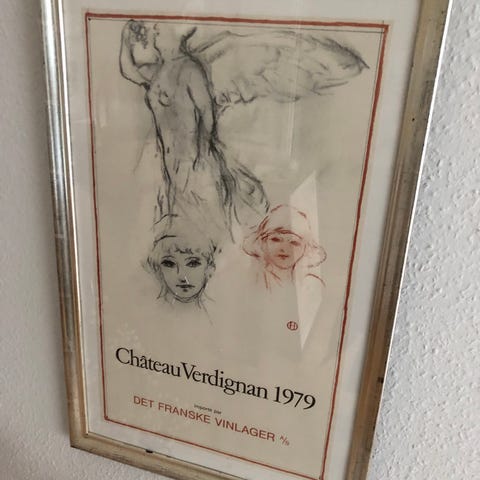 Château Verdignan 1979
importé par
DET FRANSKE VINLAGER A/S